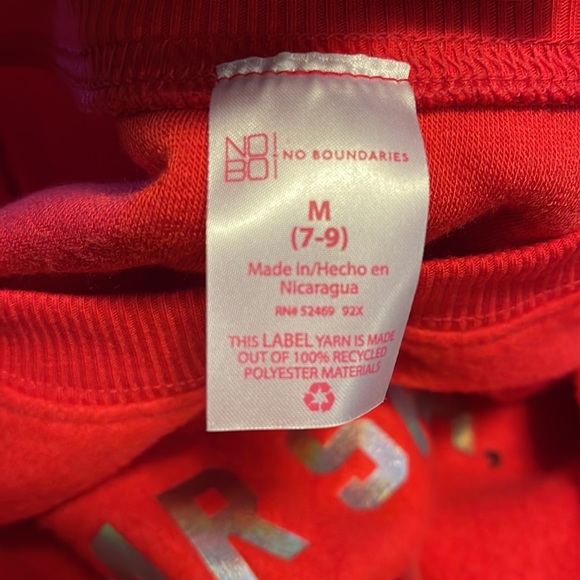 NO
BO
NO BOUNDARIES
M
(7-9)
Made In/Hecho en
Nicaragua
RN# 52469 92X
THIS LABEL YARN IS MADE
OUT OF 100% RECYCLED
POLYESTER MATERIALS
RS